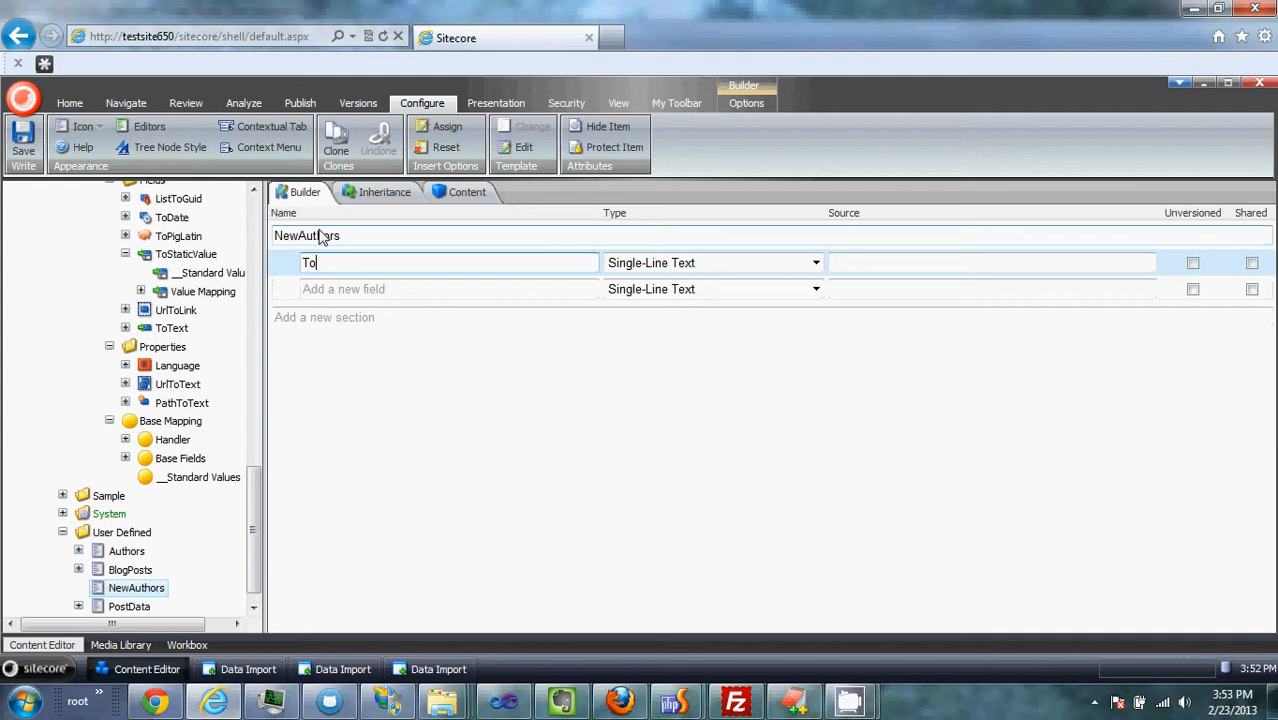 http://testsite650/sitecore/shell/default.aspx
Sitecore
Builder
Home
Navigate
Review
Analyze
Publish
Versions
Configure
Presentation
Security
View
My Toolbar
Options
Save
Write
Icon
Editors
Contextual Tab
Help
Tree Node Style
Context Menu
Appearance
Clone
Unclone
Clones
Assign
Reset
Insert Options
Change
Edit
Template
Hide Item
Protect Item
Attributes
Fields
ListToGuid
ToDate
ToPigLatin
ToStaticValue
__Standard Valu
Value Mapping
UrlToLink
ToText
Properties
Language
UrlToText
PathToText
Base Mapping
Handler
Base Fields
__Standard Values
Sample
System
User Defined
Authors
BlogPosts
NewAuthors
PostData
Builder
Inheritance
Content
Name
Type
Source
Unversioned
Shared
NewAuthors
To
Single-Line Text
Add a new field
Single-Line Text
Add a new section
Content Editor
Media Library
Workbox
sitecore
Content Editor
Data Import
Data Import
Data Import
3:52 PM
root
3:53 PM
2/23/2013